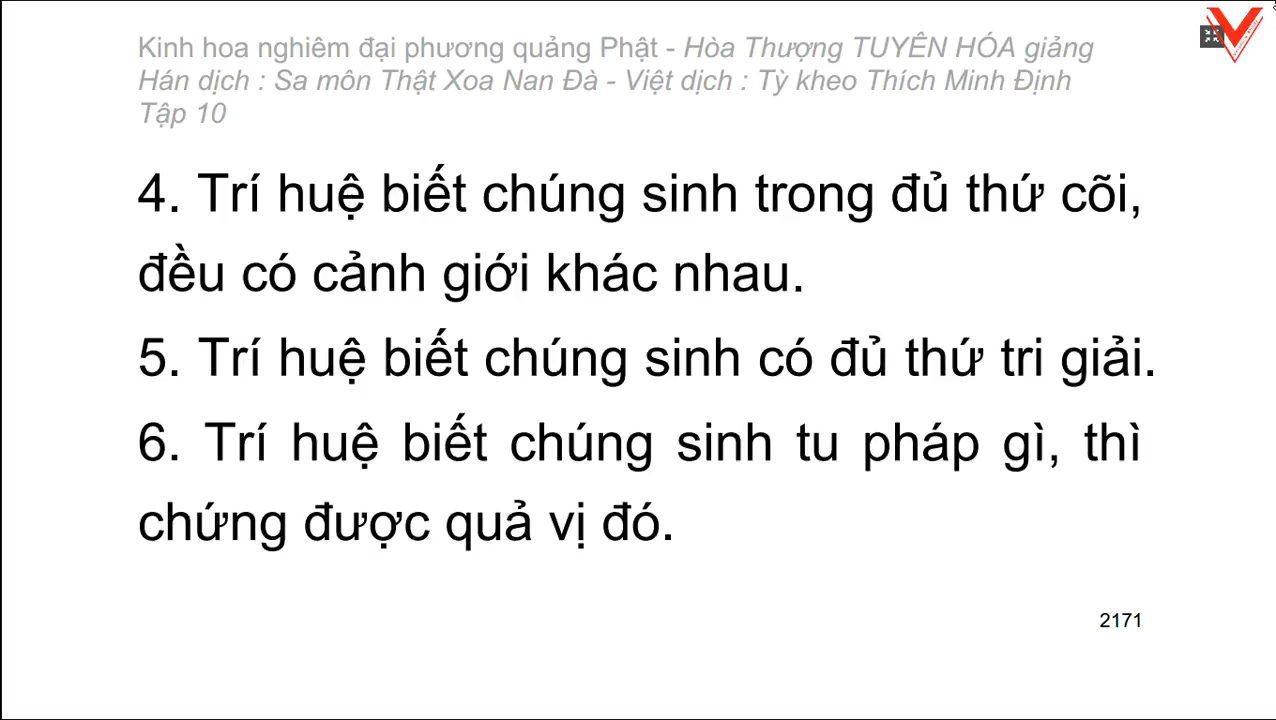 Kinh hoa nghiêm đại phương quảng Phật - Hòa Thượng TUYÊN HÓA giảng
Hán dịch : Sa môn Thật Xoa Nan Đà - Việt dịch : Tỳ kheo Thích Minh Định
Tập 10
4. Trí huệ biết chúng sinh trong đủ thứ cõi,
đều có cảnh giới khác nhau.
5. Trí huệ biết chúng sinh có đủ thứ tri giải.
6. Trí huệ biết chúng sinh tu pháp gì, thì
chứng được quả vị đó.
2171